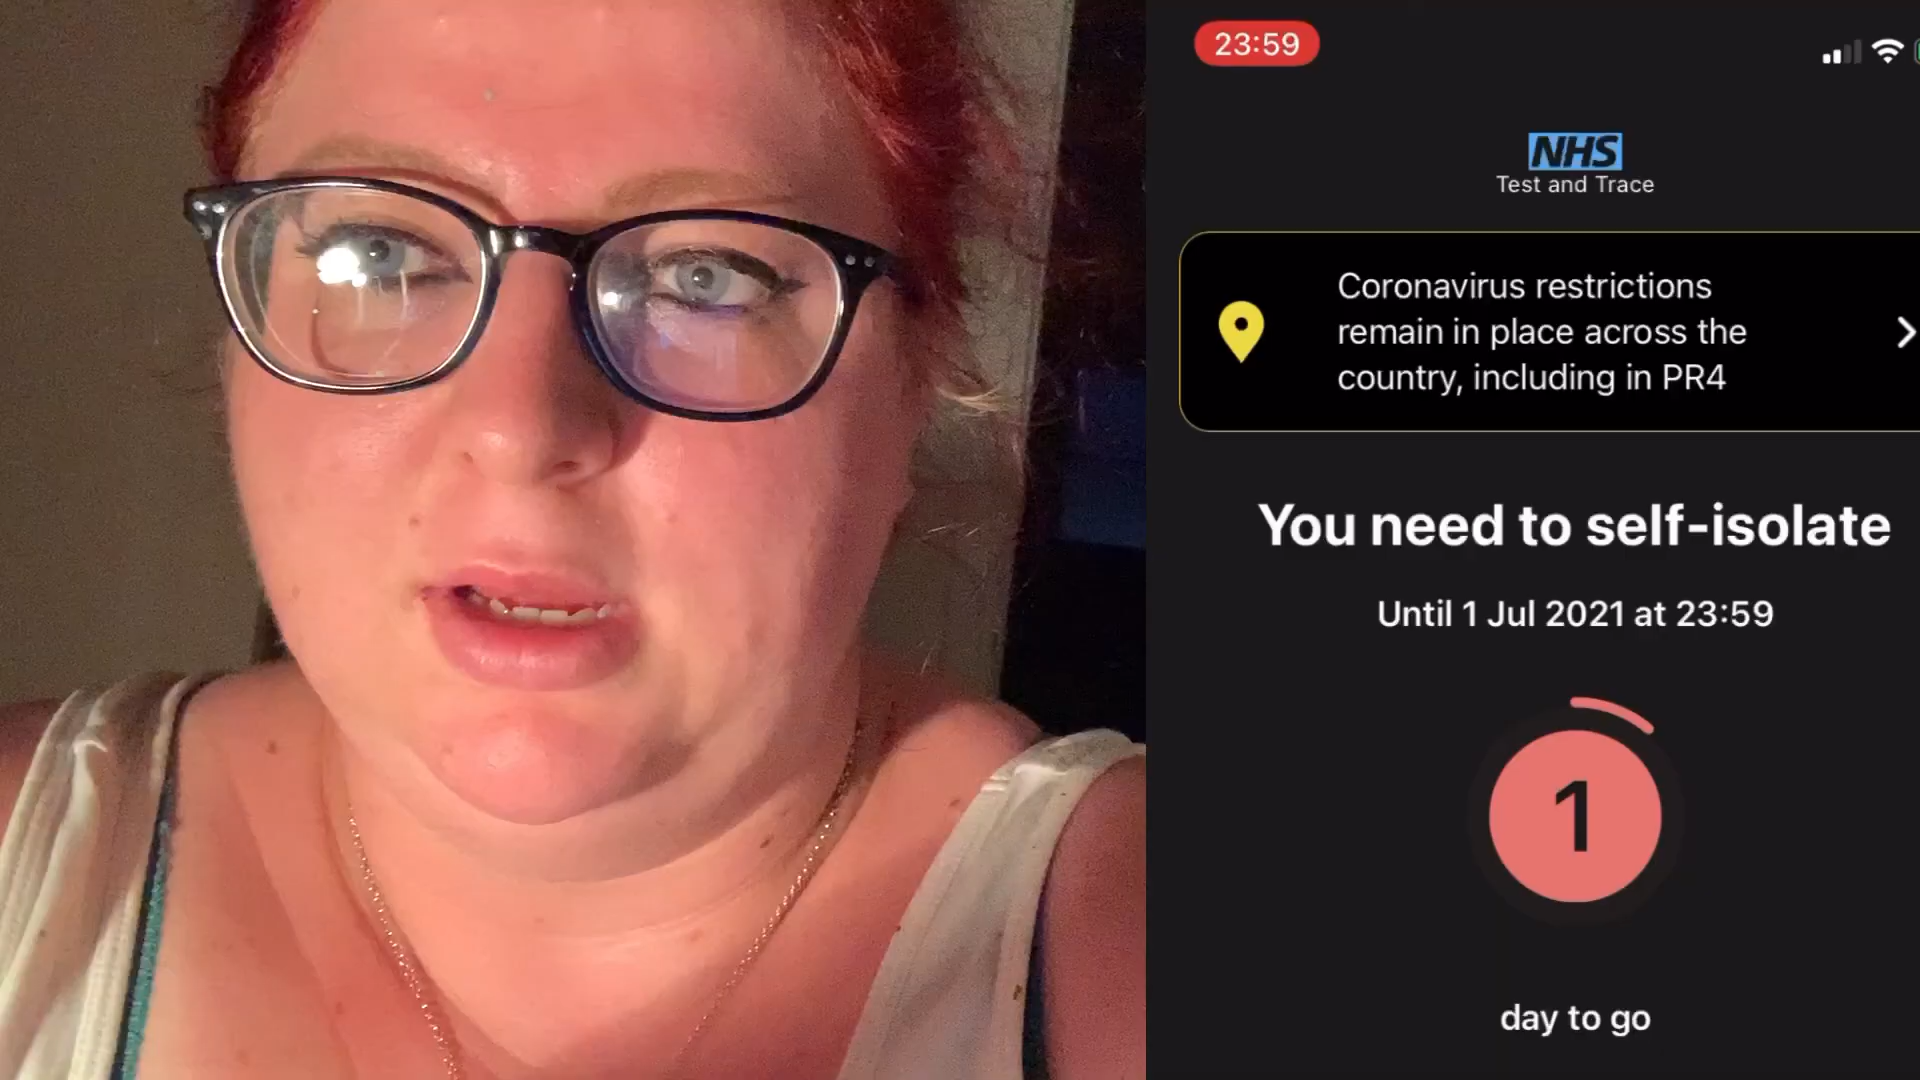 23:59
NHS
Test and Trace
Coronavirus restrictions
remain in place across the
country, including in PR4
You need to self-isolate
Until 1 Jul 2021 at 23:59
1
day to go